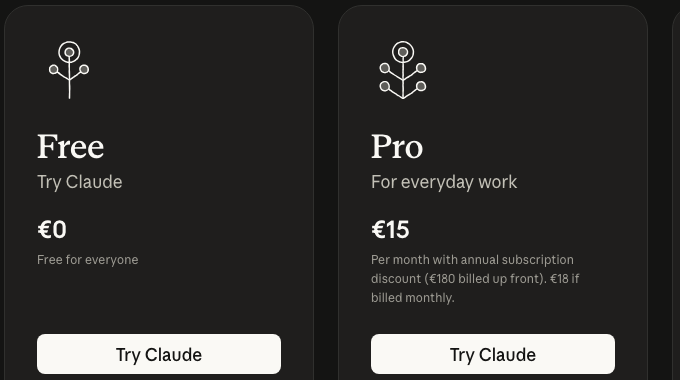 Free
Try Claude
€0
Free for everyone
Try Claude
Pro
For everyday work
€15
Per month with annual subscription
discount (€180 billed up front). €18 if
billed monthly.
Try Claude